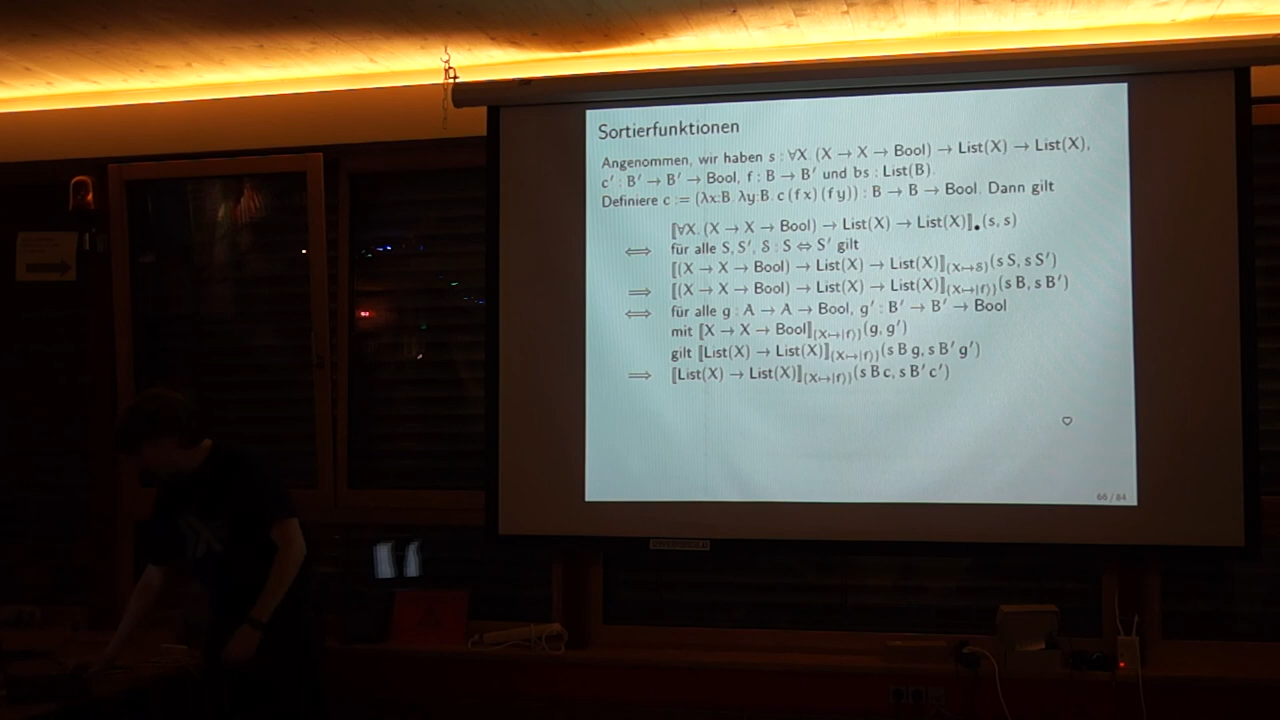 Sortierfunktionen
Angenommen, wir haben s : ∀X. (X → X → Bool) → List(X) → List(X),
c′ : B′ → B′ → Bool, f : B → B′ und bs : List(B).
Definiere c := (λx:B. λy:B. c (f x) (f y)) : B → B → Bool. Dann gilt
⟦∀X. (X → X → Bool) → List(X) → List(X)⟧•(s, s)
⟺ für alle S, S′, 𝒮 : S ⇔ S′ gilt
⟦(X → X → Bool) → List(X) → List(X)⟧(X↦𝒮)(s S, s S′)
⟹ ⟦(X → X → Bool) → List(X) → List(X)⟧(X↦|f⟩)(s B, s B′)
⟺ für alle g : A → A → Bool, g′ : B′ → B′ → Bool
mit ⟦X → X → Bool⟧(X↦|f⟩)(g, g′)
gilt ⟦List(X) → List(X)⟧(X↦|f⟩)(s B g, s B′ g′)
⟹ ⟦List(X) → List(X)⟧(X↦|f⟩)(s B c, s B′ c′)
♡
66 / 84